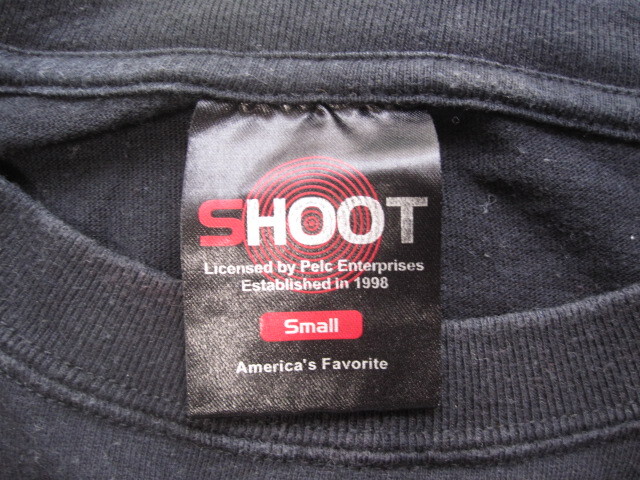 SHOOT
Licensed by Pelc Enterprises
Established in 1998
Small
America's Favorite